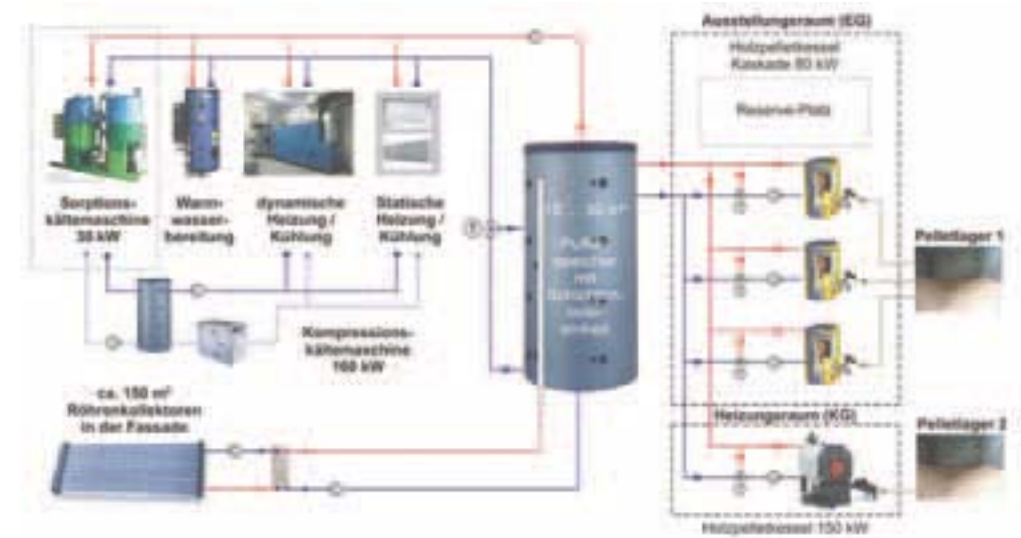 Ausstellungsraum (EG)
Holzpelletkessel
Kaskade 80 kW
Reserve-Platz
Sorptions-
kältemaschine
30 kW
Warm-
wasser-
bereitung
dynamische
Heizung /
Kühlung
Statische
Heizung /
Kühlung
Puffer-
speicher
mit
Pelletlager 1
Kompressions-
kältemaschine
160 kW
ca. 150 m²
Röhrenkollektoren
in der Fassade
Heizungsraum (KG)
Pelletlager 2
Holzpelletkessel 150 kW